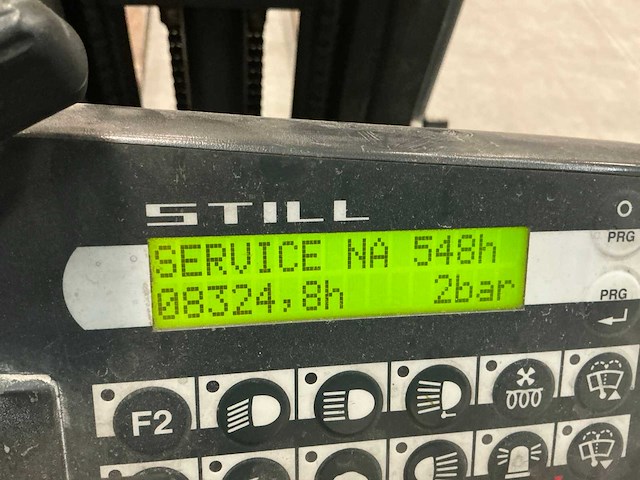 STILL
SERVICE NA 548h
08324,8h 2bar
PRG
PRG
F2